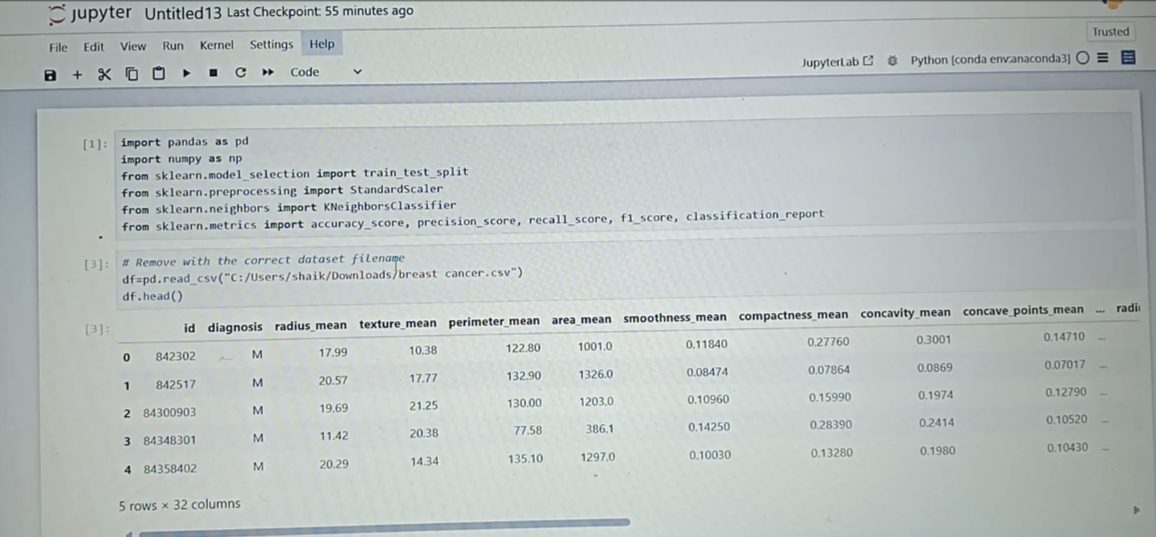 jupyter Untitled13 Last Checkpoint: 55 minutes ago
File Edit View Run Kernel Settings Help
Trusted
Code
JupyterLab
Python [conda env:anaconda3]
[1]: import pandas as pd
import numpy as np
from sklearn.model_selection import train_test_split
from sklearn.preprocessing import StandardScaler
from sklearn.neighbors import KNeighborsClassifier
from sklearn.metrics import accuracy_score, precision_score, recall_score, f1_score, classification_report
[3]: # Remove with the correct dataset filename
df=pd.read_csv("C:/Users/shaik/Downloads/breast cancer.csv")
df.head()
[3]: id diagnosis radius_mean texture_mean perimeter_mean area_mean smoothness_mean compactness_mean concavity_mean concave_points_mean ... radi
0 842302 M 17.99 10.38 122.80 1001.0 0.11840 0.27760 0.3001 0.14710 ...
1 842517 M 20.57 17.77 132.90 1326.0 0.08474 0.07864 0.0869 0.07017 ...
2 84300903 M 19.69 21.25 130.00 1203.0 0.10960 0.15990 0.1974 0.12790 ...
3 84348301 M 11.42 20.38 77.58 386.1 0.14250 0.28390 0.2414 0.10520 ...
4 84358402 M 20.29 14.34 135.10 1297.0 0.10030 0.13280 0.1980 0.10430 ...
5 rows × 32 columns